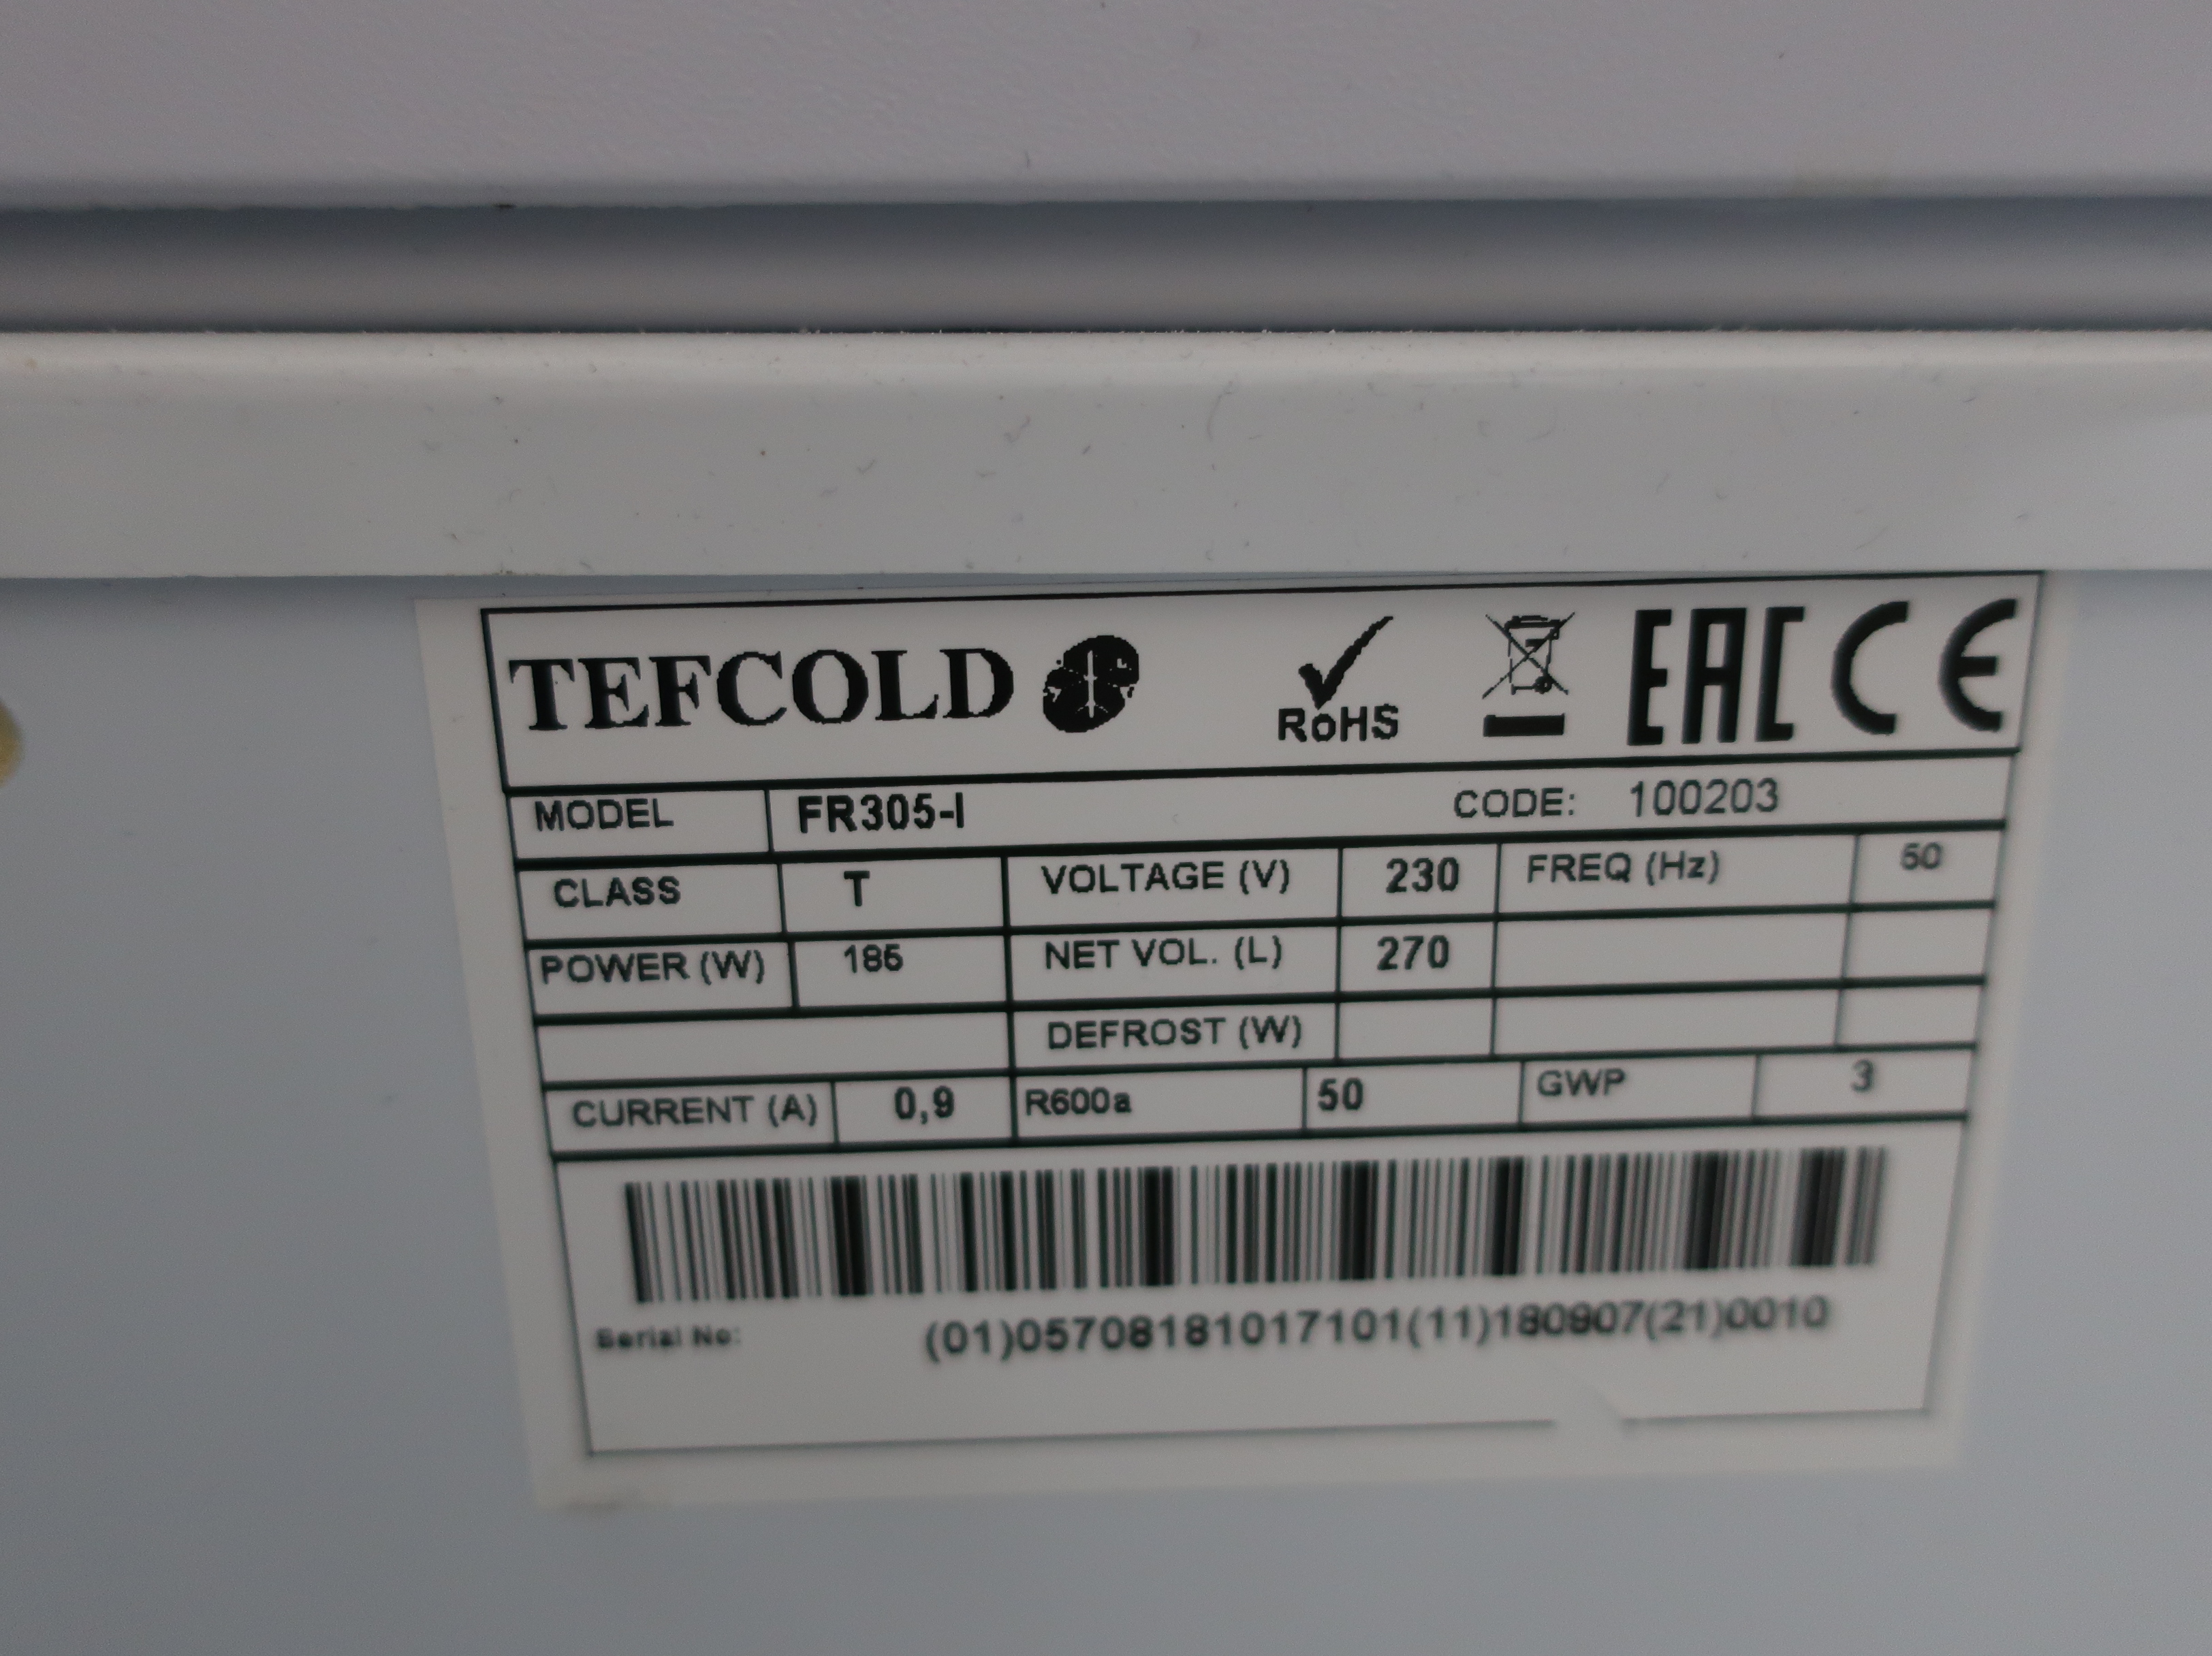 TEFCOLD RoHS EAC CE
MODEL FR305-I CODE: 100203
CLASS T VOLTAGE (V) 230 FREQ (Hz) 50
POWER (W) 185 NET VOL. (L) 270
DEFROST (W)
CURRENT (A) 0,9 R600a 50 GWP 3
Serial No: (01)05708181017101(11)180907(21)0010